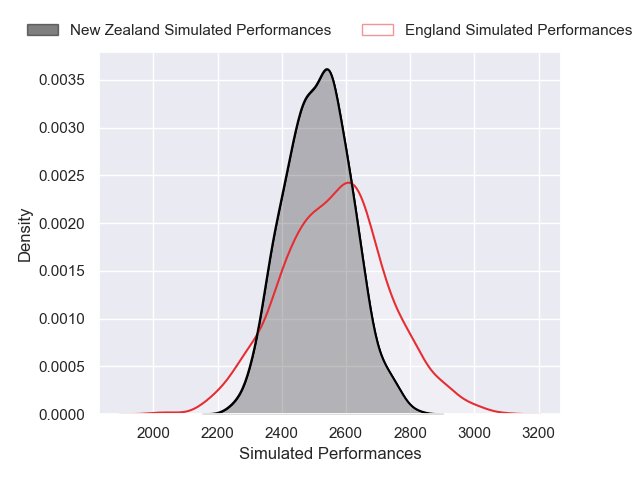 New Zealand Simulated Performances England Simulated Performances
0.0035
0.0030
0.0025
0.0020
0.0015
0.0010
0.0005
0.0000
Density
2000 2200 2400 2600 2800 3000 3200
Simulated Performances